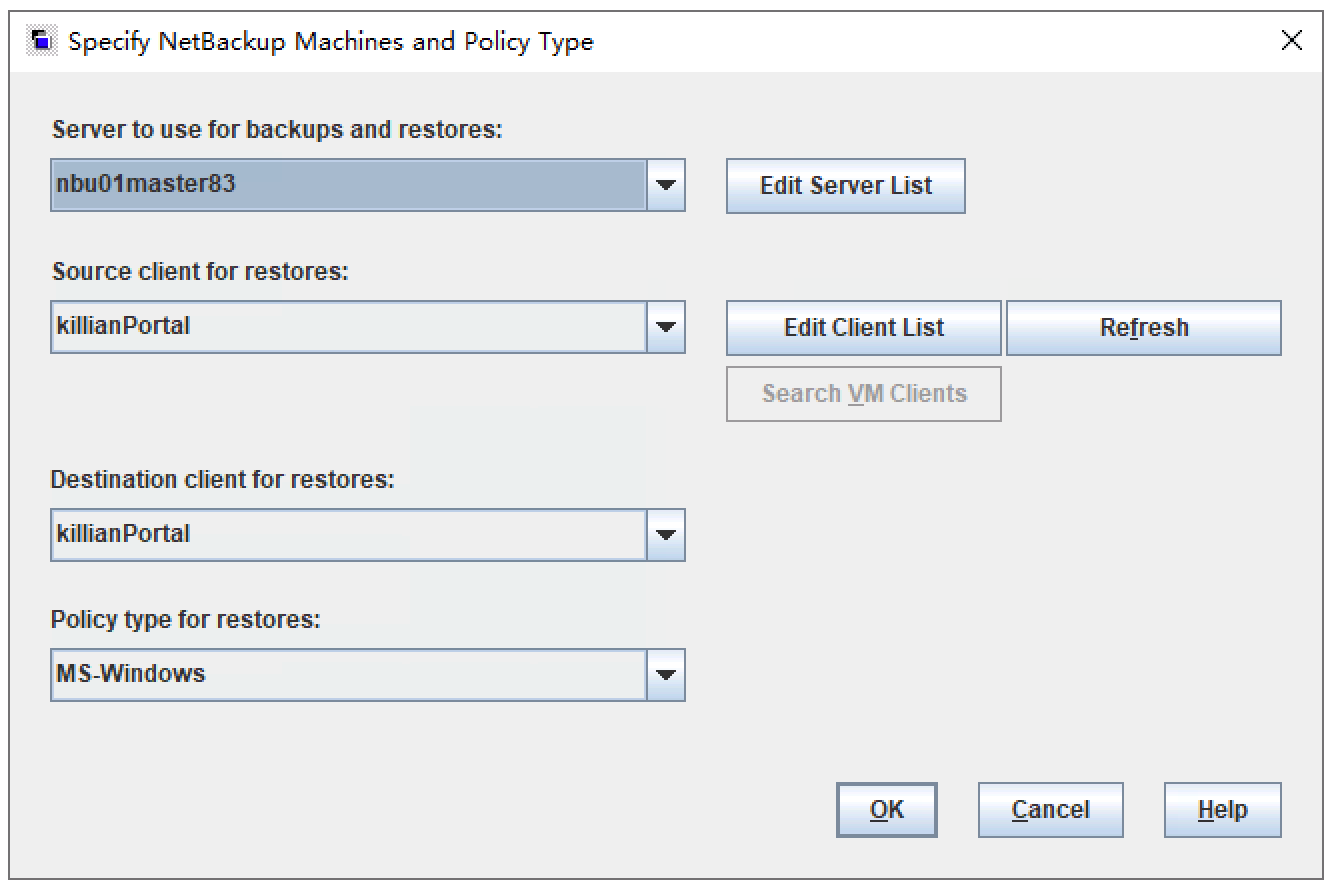 Specify NetBackup Machines and Policy Type
Server to use for backups and restores:
nbu01master83
Edit Server List
Source client for restores:
killianPortal
Edit Client List
Refresh
Search VM Clients
Destination client for restores:
killianPortal
Policy type for restores:
MS-Windows
OK
Cancel
Help